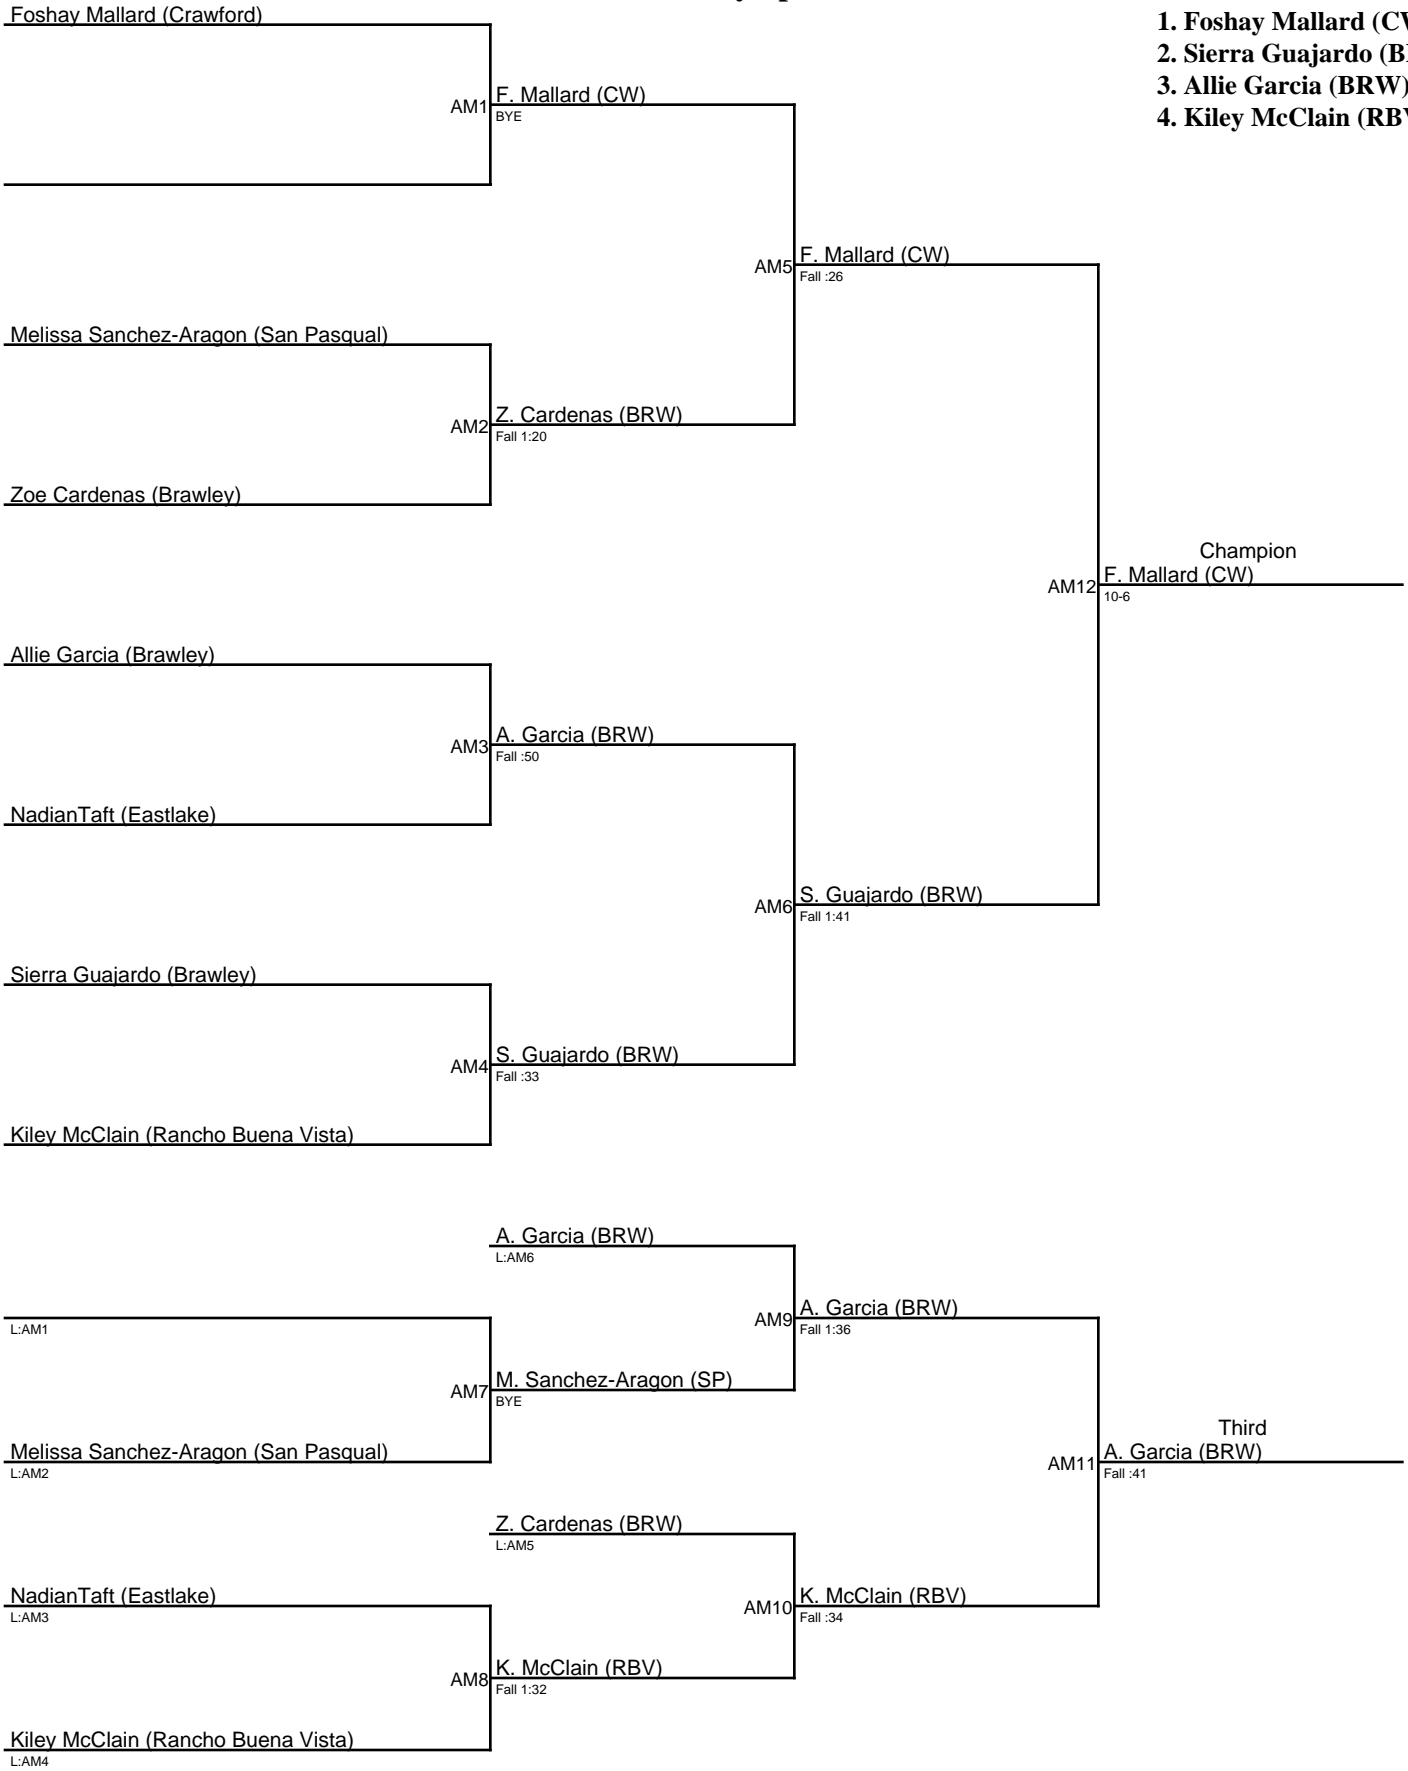 Foshay Mallard (Crawford)
1. Foshay Mallard (CW
2. Sierra Guajardo (B
3. Allie Garcia (BRW)
4. Kiley McClain (RBV
AM1
F. Mallard (CW)
BYE
AM5
F. Mallard (CW)
Fall :26
Melissa Sanchez-Aragon (San Pasqual)
AM2
Z. Cardenas (BRW)
Fall 1:20
Zoe Cardenas (Brawley)
Champion
AM12
F. Mallard (CW)
10-6
Allie Garcia (Brawley)
AM3
A. Garcia (BRW)
Fall :50
NadianTaft (Eastlake)
AM6
S. Guajardo (BRW)
Fall 1:41
Sierra Guajardo (Brawley)
AM4
S. Guajardo (BRW)
Fall :33
Kiley McClain (Rancho Buena Vista)
A. Garcia (BRW)
L:AM6
L:AM1
AM9
A. Garcia (BRW)
Fall 1:36
AM7
M. Sanchez-Aragon (SP)
BYE
Melissa Sanchez-Aragon (San Pasqual)
L:AM2
Third
AM11
A. Garcia (BRW)
Fall :41
Z. Cardenas (BRW)
L:AM5
NadianTaft (Eastlake)
L:AM3
AM10
K. McClain (RBV)
Fall :34
AM8
K. McClain (RBV)
Fall 1:32
Kiley McClain (Rancho Buena Vista)
L:AM4